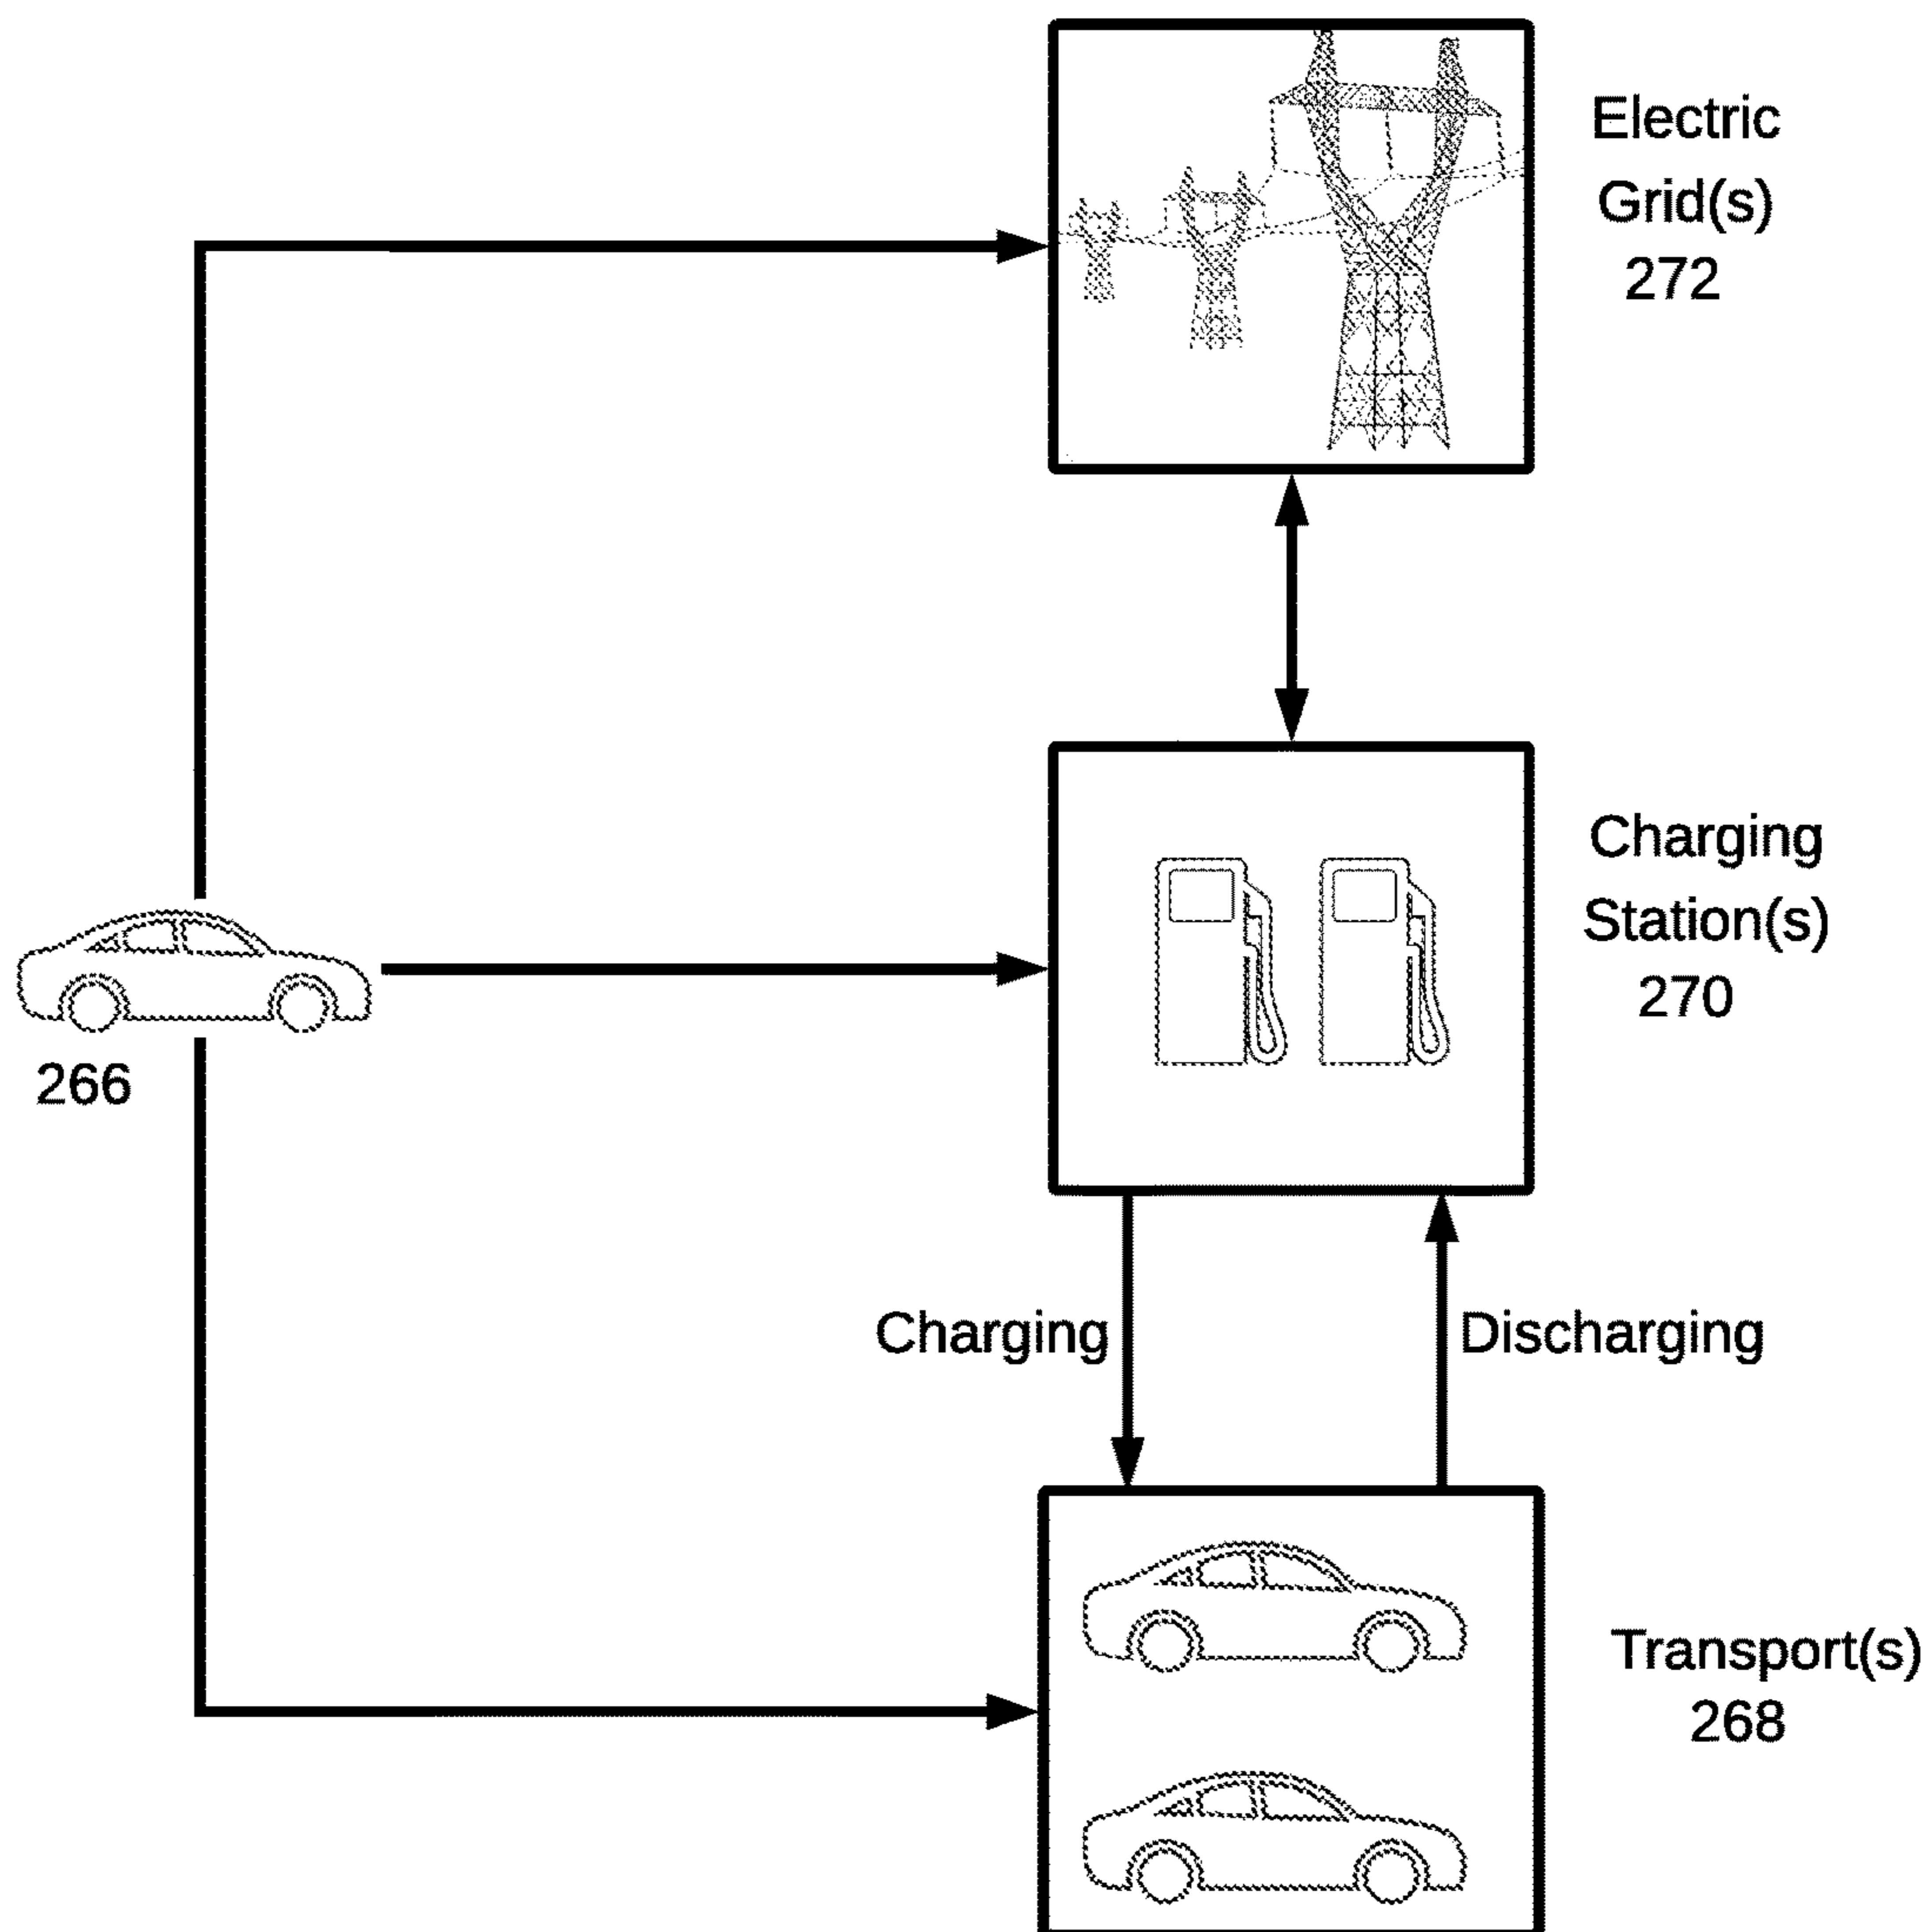 Electric
Grid(s)
272
Charging
Station(s)
270
266
Charging
Discharging
Transport(s)
268